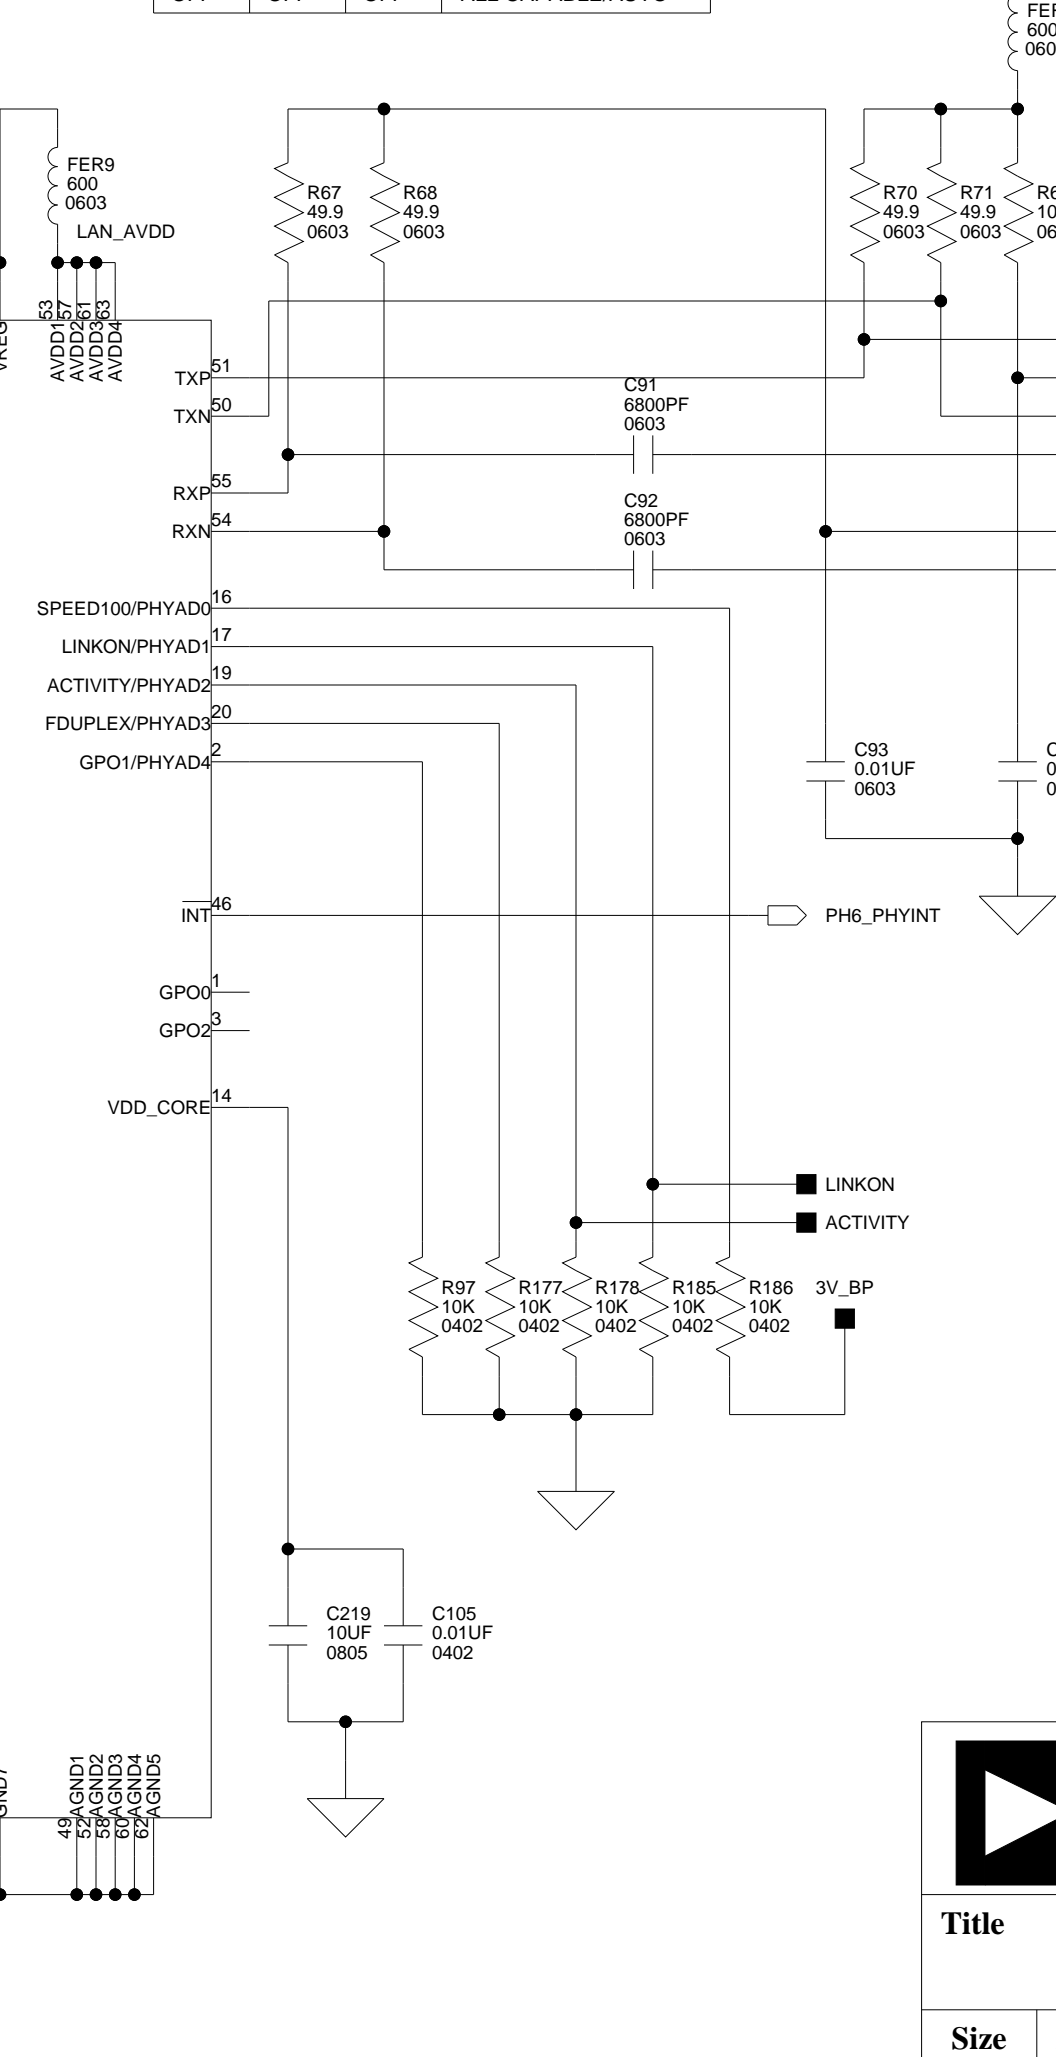 FER9
600
0603
LAN_AVDD
R67
49.9
0603
R68
49.9
0603
R70
49.9
0603
R71
49.9
0603
53
57
61
63
AVDD1
AVDD2
AVDD3
AVDD4
TXP
51
TXN
50
RXP
55
RXN
54
C91
6800PF
0603
C92
6800PF
0603
SPEED100/PHYAD0
16
LINKON/PHYAD1
17
ACTIVITY/PHYAD2
19
FDUPLEX/PHYAD3
20
GPO1/PHYAD4
2
C93
0.01UF
0603
INT
46
PH6_PHYINT
GPO0
1
GPO2
3
VDD_CORE
14
LINKON
ACTIVITY
R97
10K
0402
R177
10K
0402
R178
10K
0402
R185
10K
0402
R186
10K
0402
3V_BP
C219
10UF
0805
C105
0.01UF
0402
AGND1
AGND2
AGND3
AGND4
AGND5
49
52
58
60
62
Title
Size